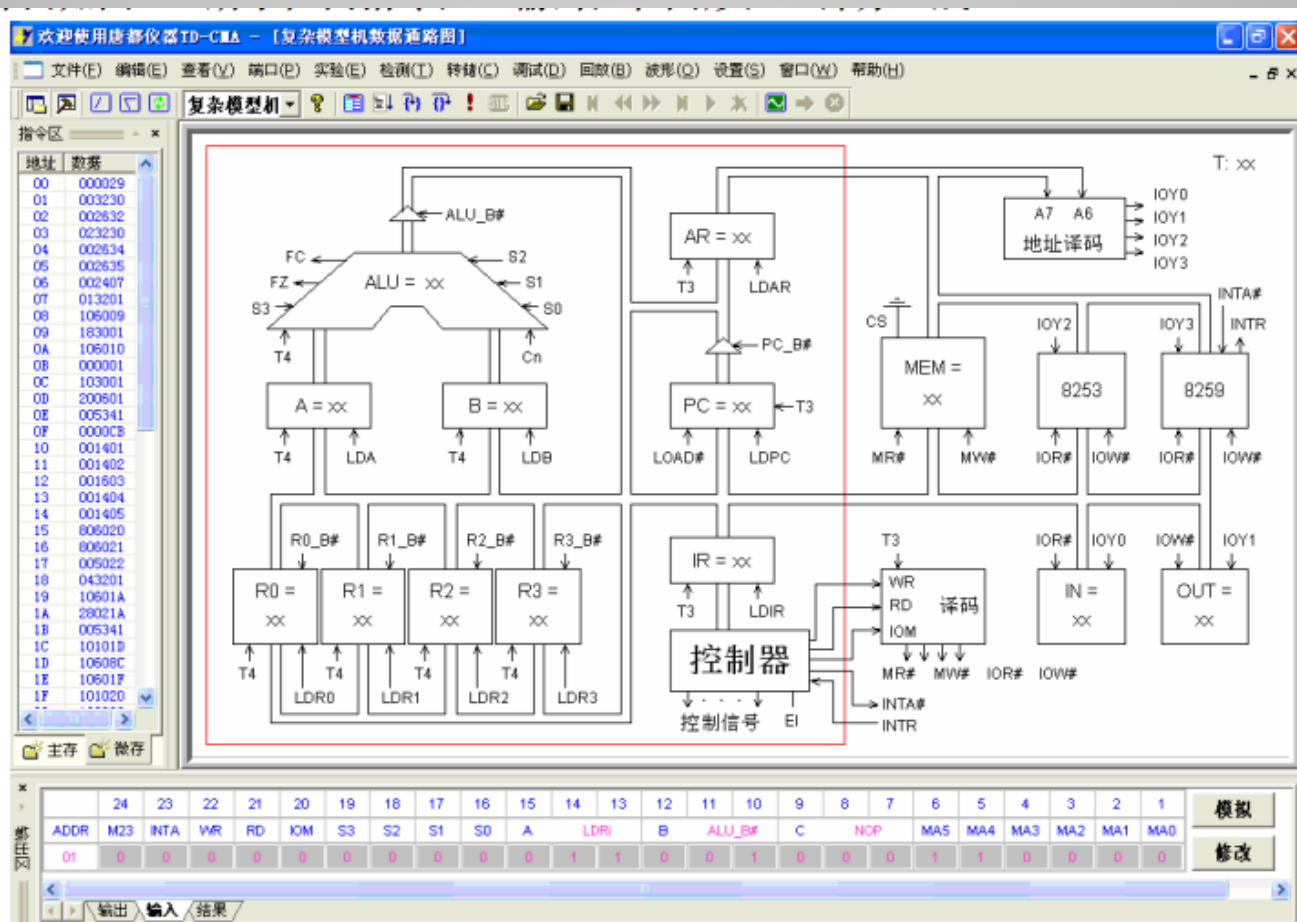 欢迎使用唐都仪器TD-CMA - [复杂模型机数据通路图]
文件(F) 编辑(E) 查看(V) 端口(P) 实验(E) 检测(T) 转储(C) 调试(D) 回放(B) 波形(O) 设置(S) 窗口(W) 帮助(H)
复杂模型机
指令区
地址 数据
00 000029
01 003230
02 002632
03 023230
04 002634
05 002635
06 002407
07 013201
08 106009
09 183001
0A 106010
0B 000001
0C 103001
0D 200601
0E 005341
0F 0000CB
10 001401
11 001402
12 001603
13 001404
14 001405
15 806020
16 806021
17 005022
18 043201
19 10601A
1A 28021A
1B 005341
1C 10101D
1D 10608C
1E 10601F
1F 101020
主存 微存
T: xx
ALU_B#
FC
FZ
S3
ALU = xx
S2
S1
S0
T4
Cn
A = xx
B = xx
T4 LDA T4 LDB
AR = xx
T3 LDAR
PC_B#
PC = xx
T3
LOAD# LDPC
A7 A6
地址译码
IOY0
IOY1
IOY2
IOY3
CS
MEM =
xx
MR# MW#
IOY2
8253
IOR# IOW#
IOY3
INTA#
INTR
8259
IOR# IOW#
R0_B# R1_B# R2_B# R3_B#
R0 = xx
R1 = xx
R2 = xx
R3 = xx
T4 T4 T4 T4
LDR0 LDR1 LDR2 LDR3
IR = xx
T3 LDIR
控制器
控制信号
EI
INTA#
INTR
T3
WR
RD
IOM
译码
MR# MW# IOR# IOW#
IOR# IOY0
IN =
xx
IOW# IOY1
OUT =
xx
24 23 22 21 20 19 18 17 16 15 14 13 12 11 10 9 8 7 6 5 4 3 2 1
ADDR M23 INTA WR RD IOM S3 S2 S1 S0 A LDRi B ALU_B# C NOP MA5 MA4 MA3 MA2 MA1 MA0
01 0 0 0 0 0 0 0 0 0 0 1 1 0 0 1 0 0 0 1 1 0 0 0 0
模拟
修改
输出 输入 结果